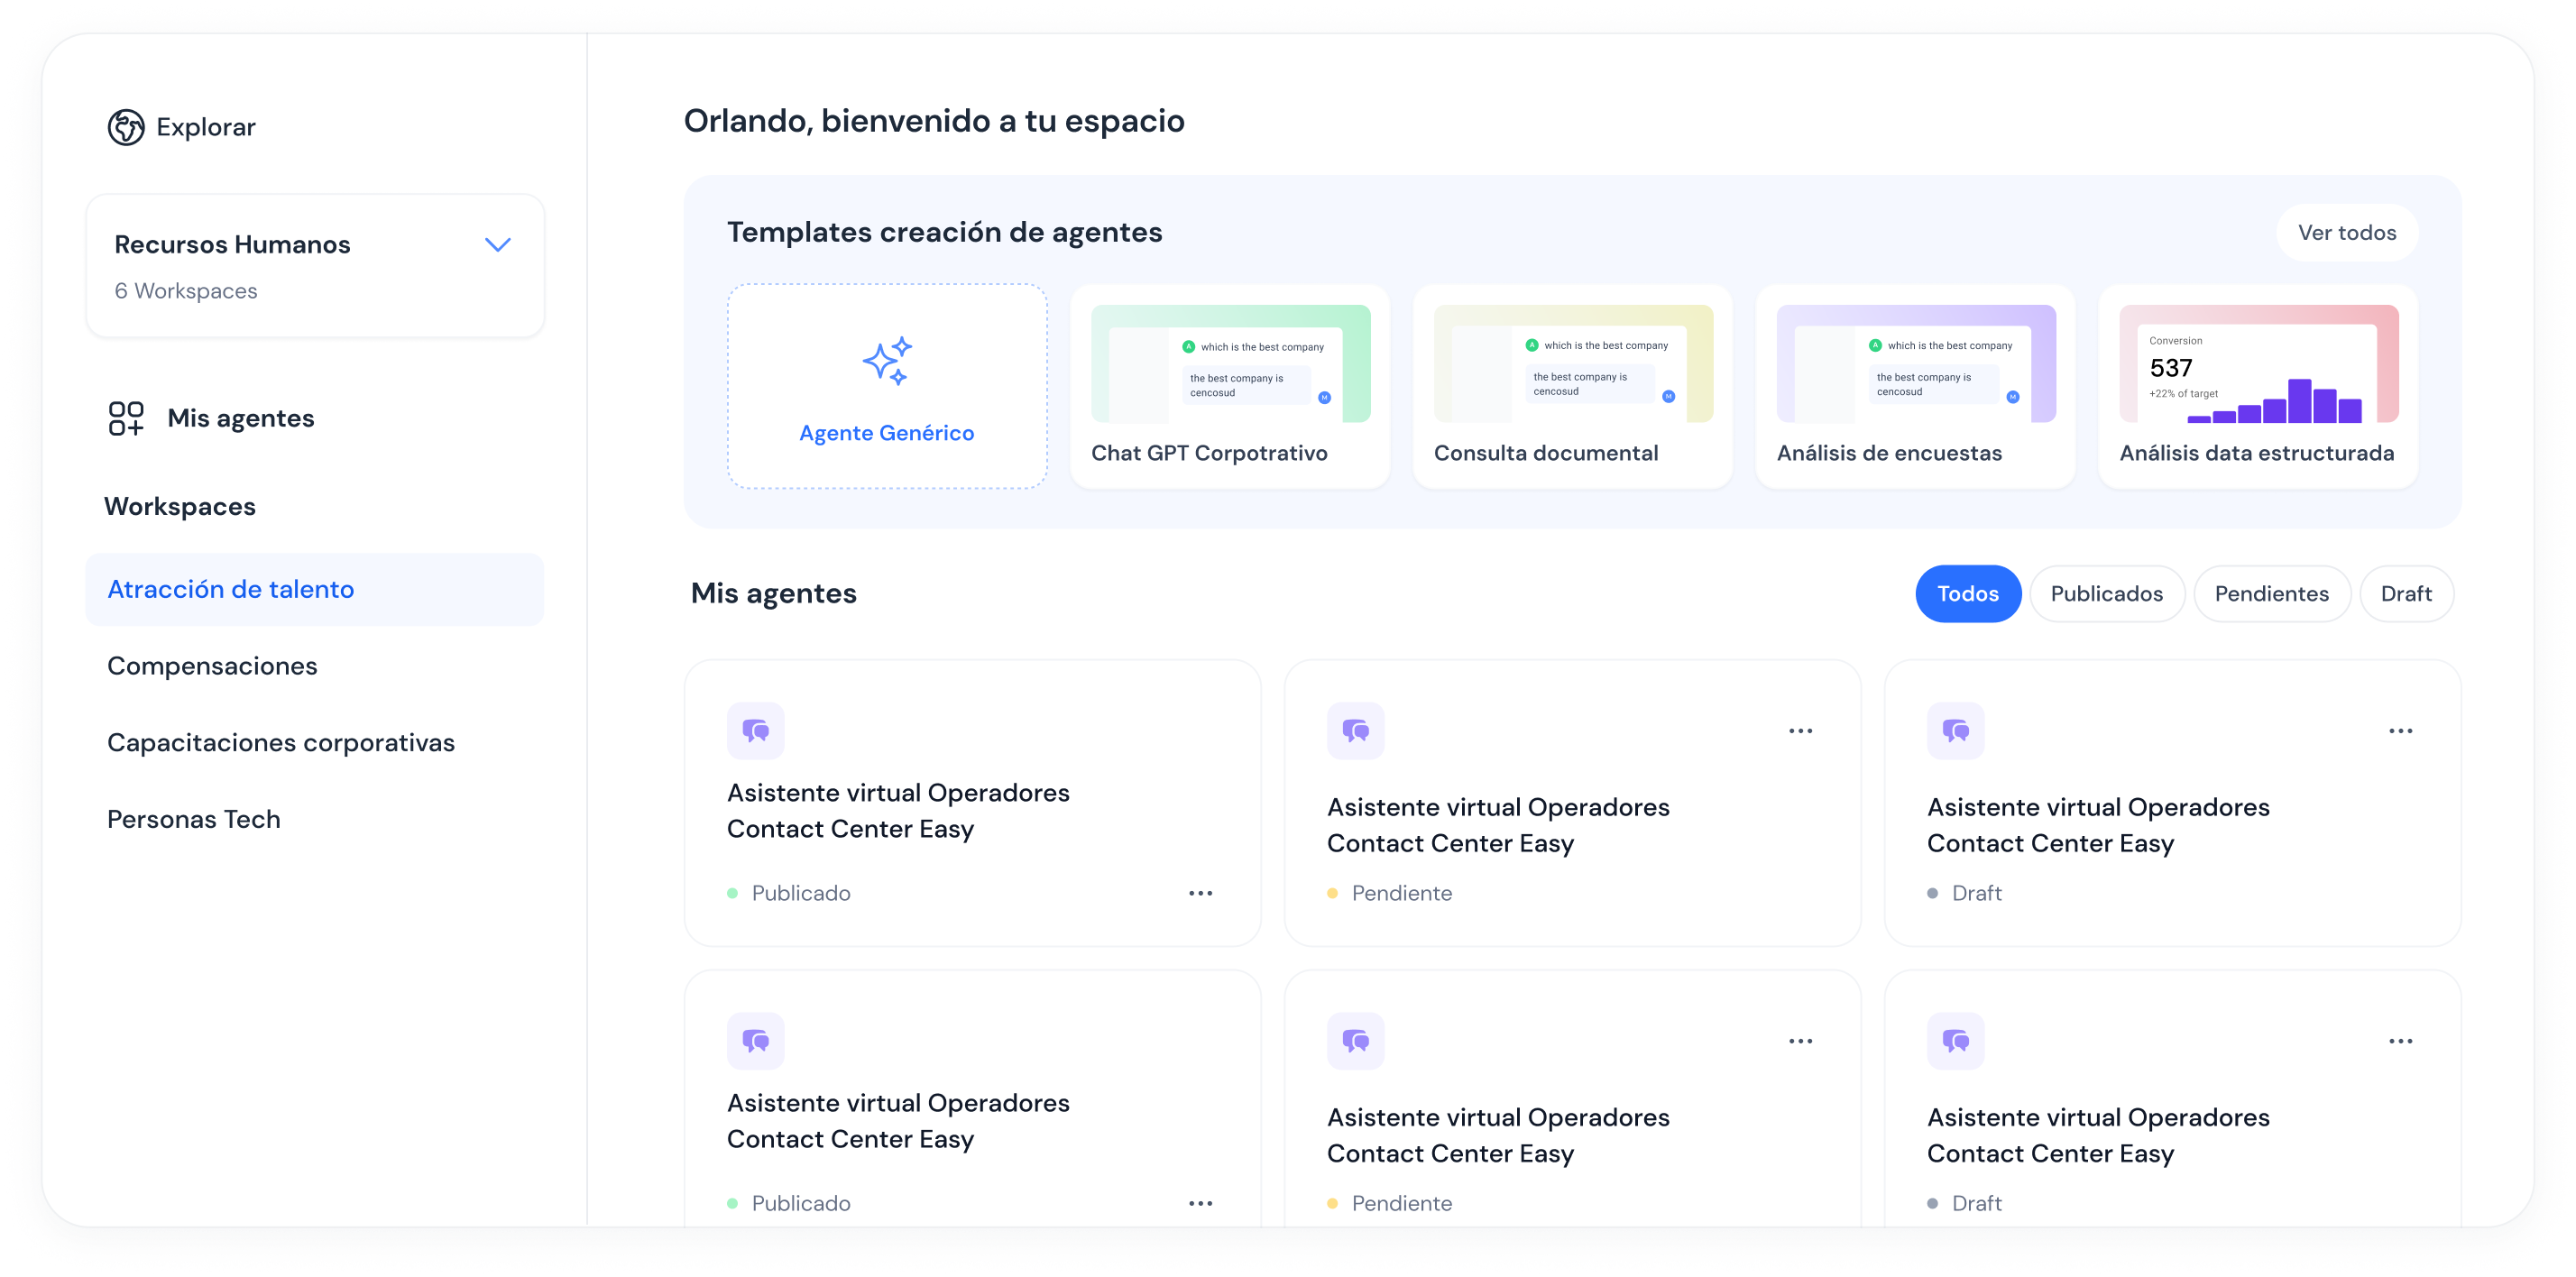 Explorar
Recursos Humanos
6 Workspaces
Mis agentes
Workspaces
Atracción de talento
Compensaciones
Capacitaciones corporativas
Personas Tech
Orlando, bienvenido a tu espacio
Templates creación de agentes
Ver todos
Agente Genérico
A which is the best company
the best company is
cencosud
M
Chat GPT Corpotrativo
A which is the best company
the best company is
cencosud
M
Consulta documental
A which is the best company
the best company is
cencosud
M
Análisis de encuestas
Conversion
537
+22% of target
Análisis data estructurada
Mis agentes
Todos
Publicados
Pendientes
Draft
Asistente virtual Operadores
Contact Center Easy
Publicado
Asistente virtual Operadores
Contact Center Easy
Pendiente
Asistente virtual Operadores
Contact Center Easy
Draft
Asistente virtual Operadores
Contact Center Easy
Publicado
Asistente virtual Operadores
Contact Center Easy
Pendiente
Asistente virtual Operadores
Contact Center Easy
Draft